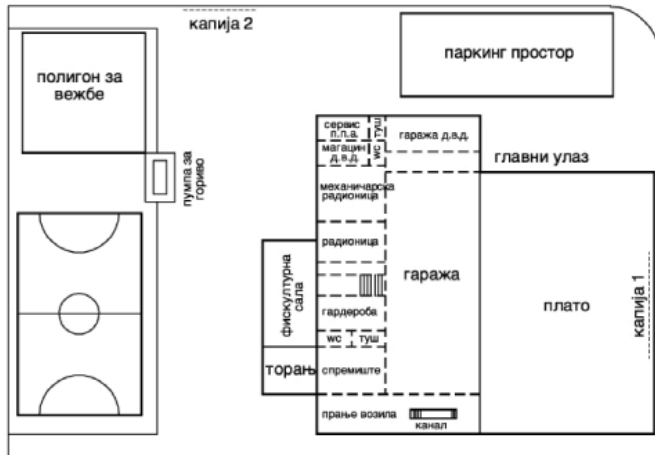 капија 2
паркинг простор
полигон за
вежбе
сервис
п.п.а.
туш
гаража д.в.д.
магацин
д.в.д.
wc
главни улаз
пумпа за
гориво
механичарска
радионица
радионица
фискултурна
сала
гаража
плато
капија 1
гардероба
wc
туш
торањ
спремиште
прање возила
канал